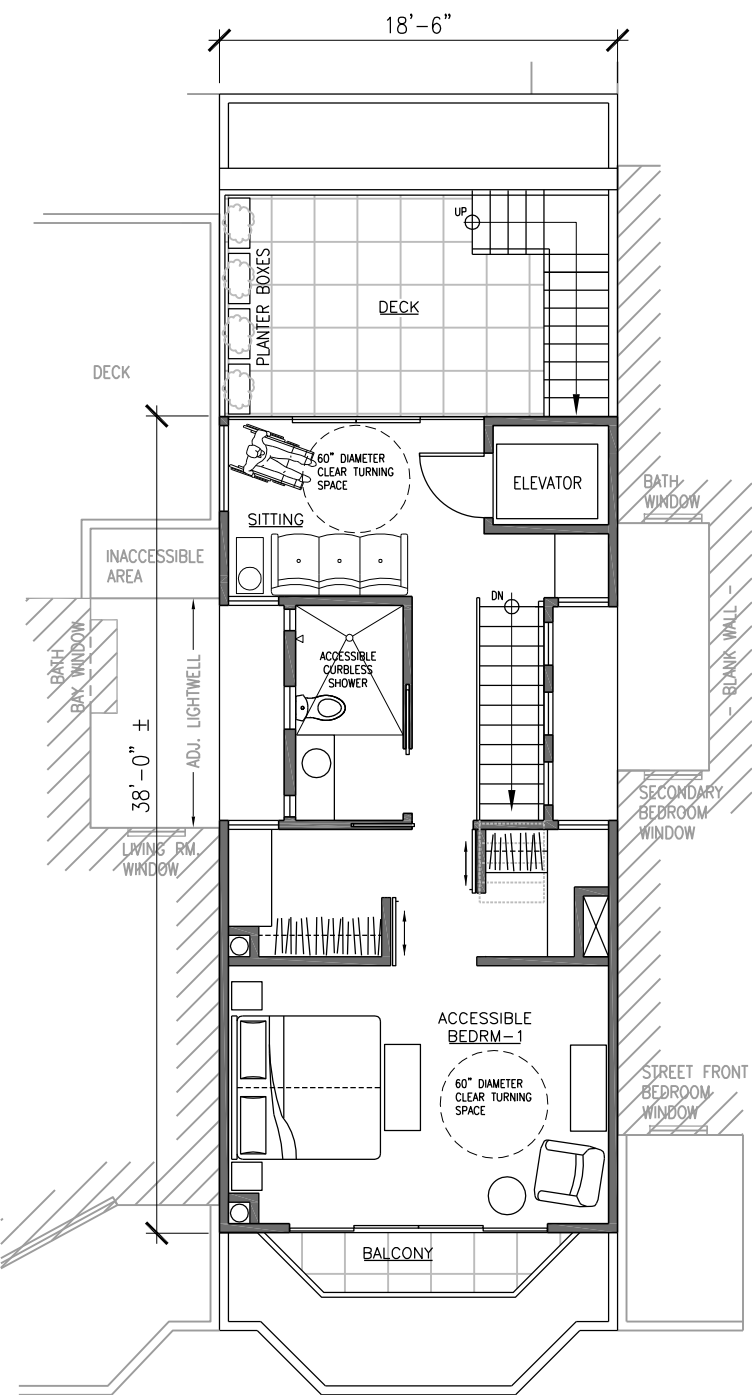 18'-6"
UP
PLANTER BOXES
DECK
DECK
60" DIAMETER
CLEAR TURNING
SPACE
ELEVATOR
BATH
WINDOW
SITTING
INACCESSIBLE
AREA
DN
BATH
BAY WINDOW
ADJ. LIGHTWELL
ACCESSIBLE
CURBLESS
SHOWER
- BLANK WALL -
38'-0" ±
SECONDARY
BEDROOM
WINDOW
LIVING RM.
WINDOW
ACCESSIBLE
BEDRM-1
60" DIAMETER
CLEAR TURNING
SPACE
STREET FRONT
BEDROOM
WINDOW
BALCONY